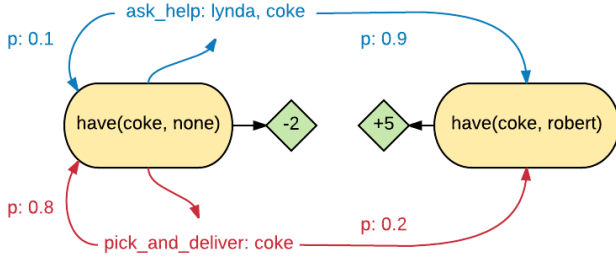 ask_help: lynda, coke
p: 0.1
p: 0.9
have(coke, none)
-2
+5
have(coke, robert)
p: 0.8
p: 0.2
pick_and_deliver: coke